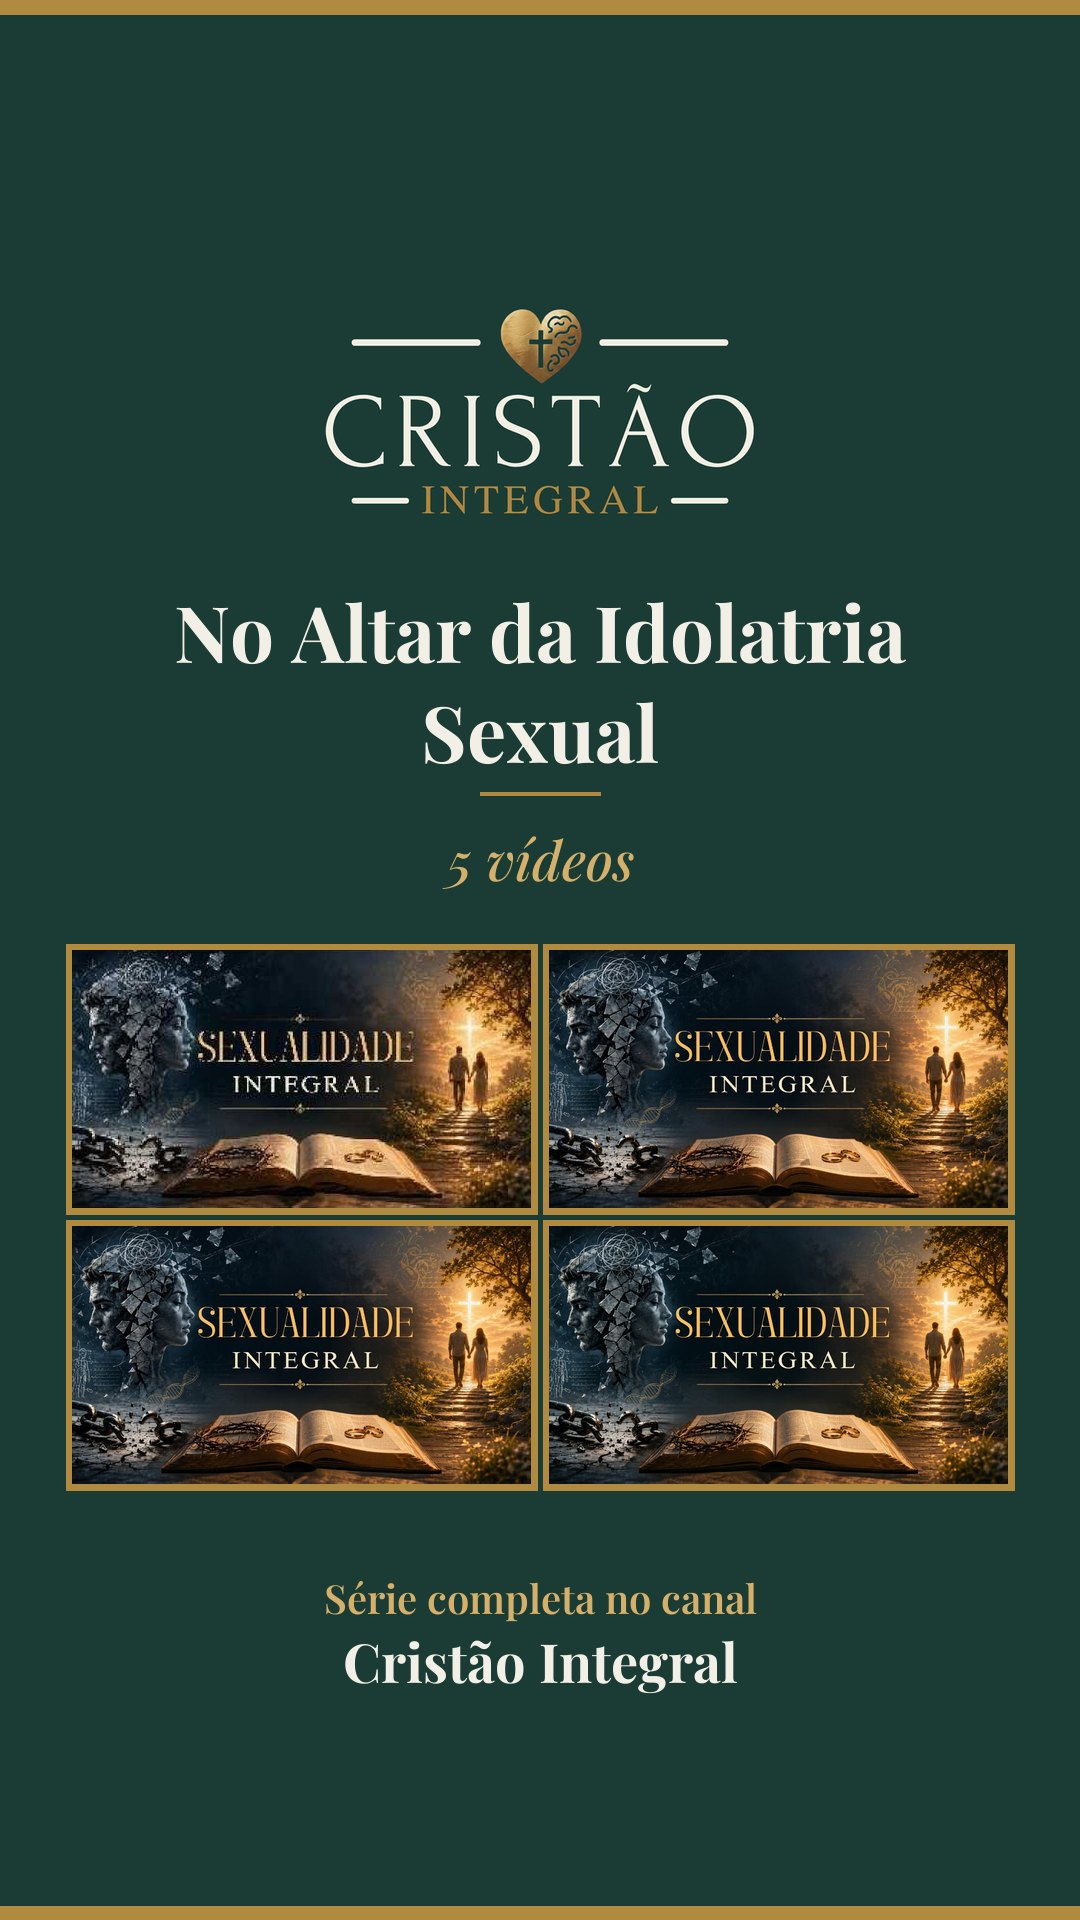 CRISTÃO
INTEGRAL
No Altar da Idolatria
Sexual
5 vídeos
SEXUALIDADE
INTEGRAL
SEXUALIDADE
INTEGRAL
SEXUALIDADE
INTEGRAL
SEXUALIDADE
INTEGRAL
Série completa no canal
Cristão Integral